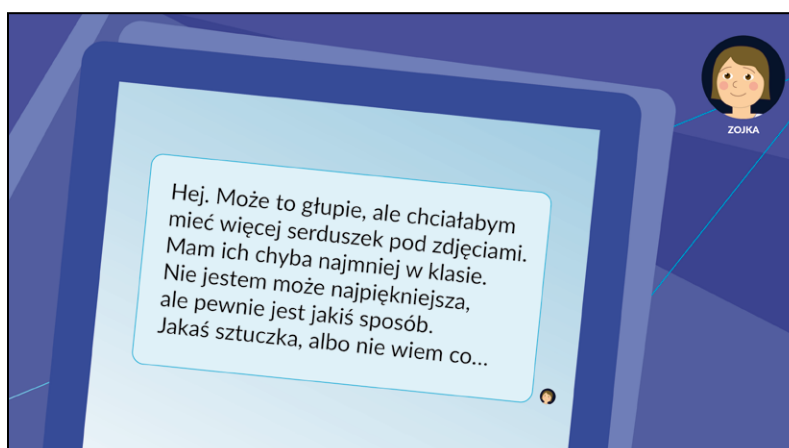 ZOJKA
Hej. Może to głupie, ale chciałabym
mieć więcej serduszek pod zdjęciami.
Mam ich chyba najmniej w klasie.
Nie jestem może najpiękniejsza,
ale pewnie jest jakiś sposób.
Jakaś sztuczka, albo nie wiem co...